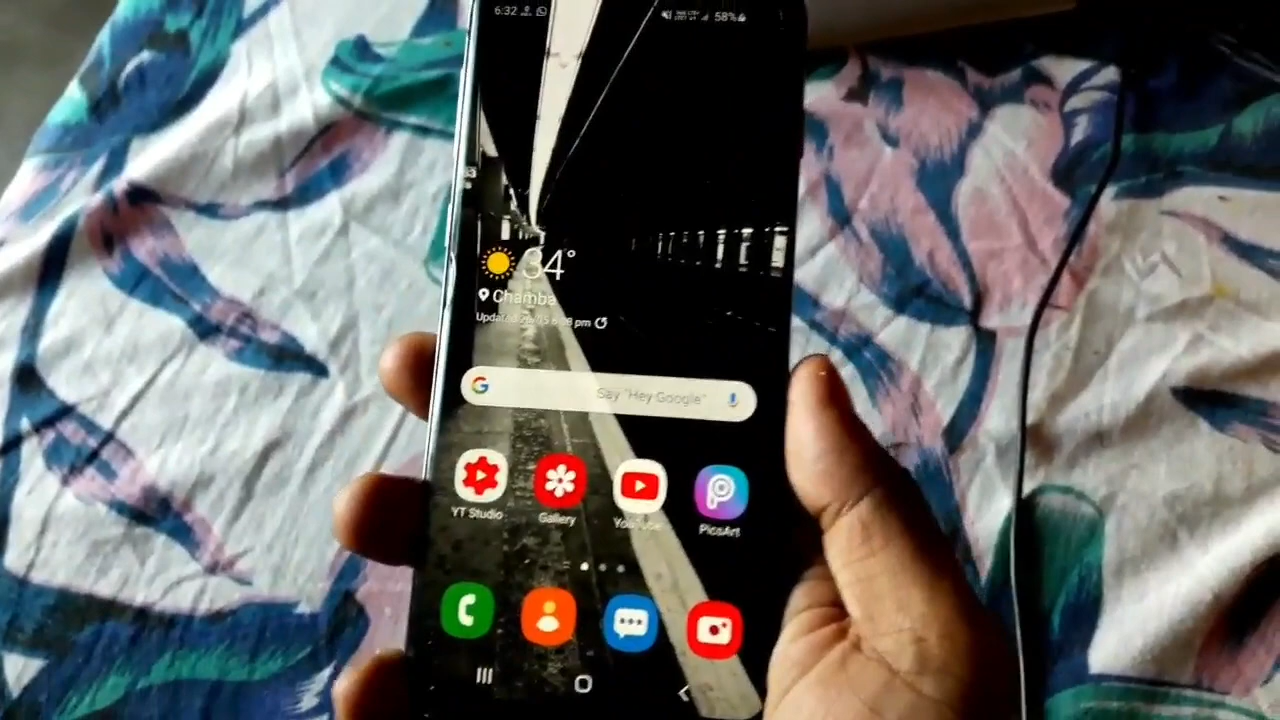 6:32
58%
34°
Chamba
Say "Hey Google"
YT Studio
Gallery
PicsArt